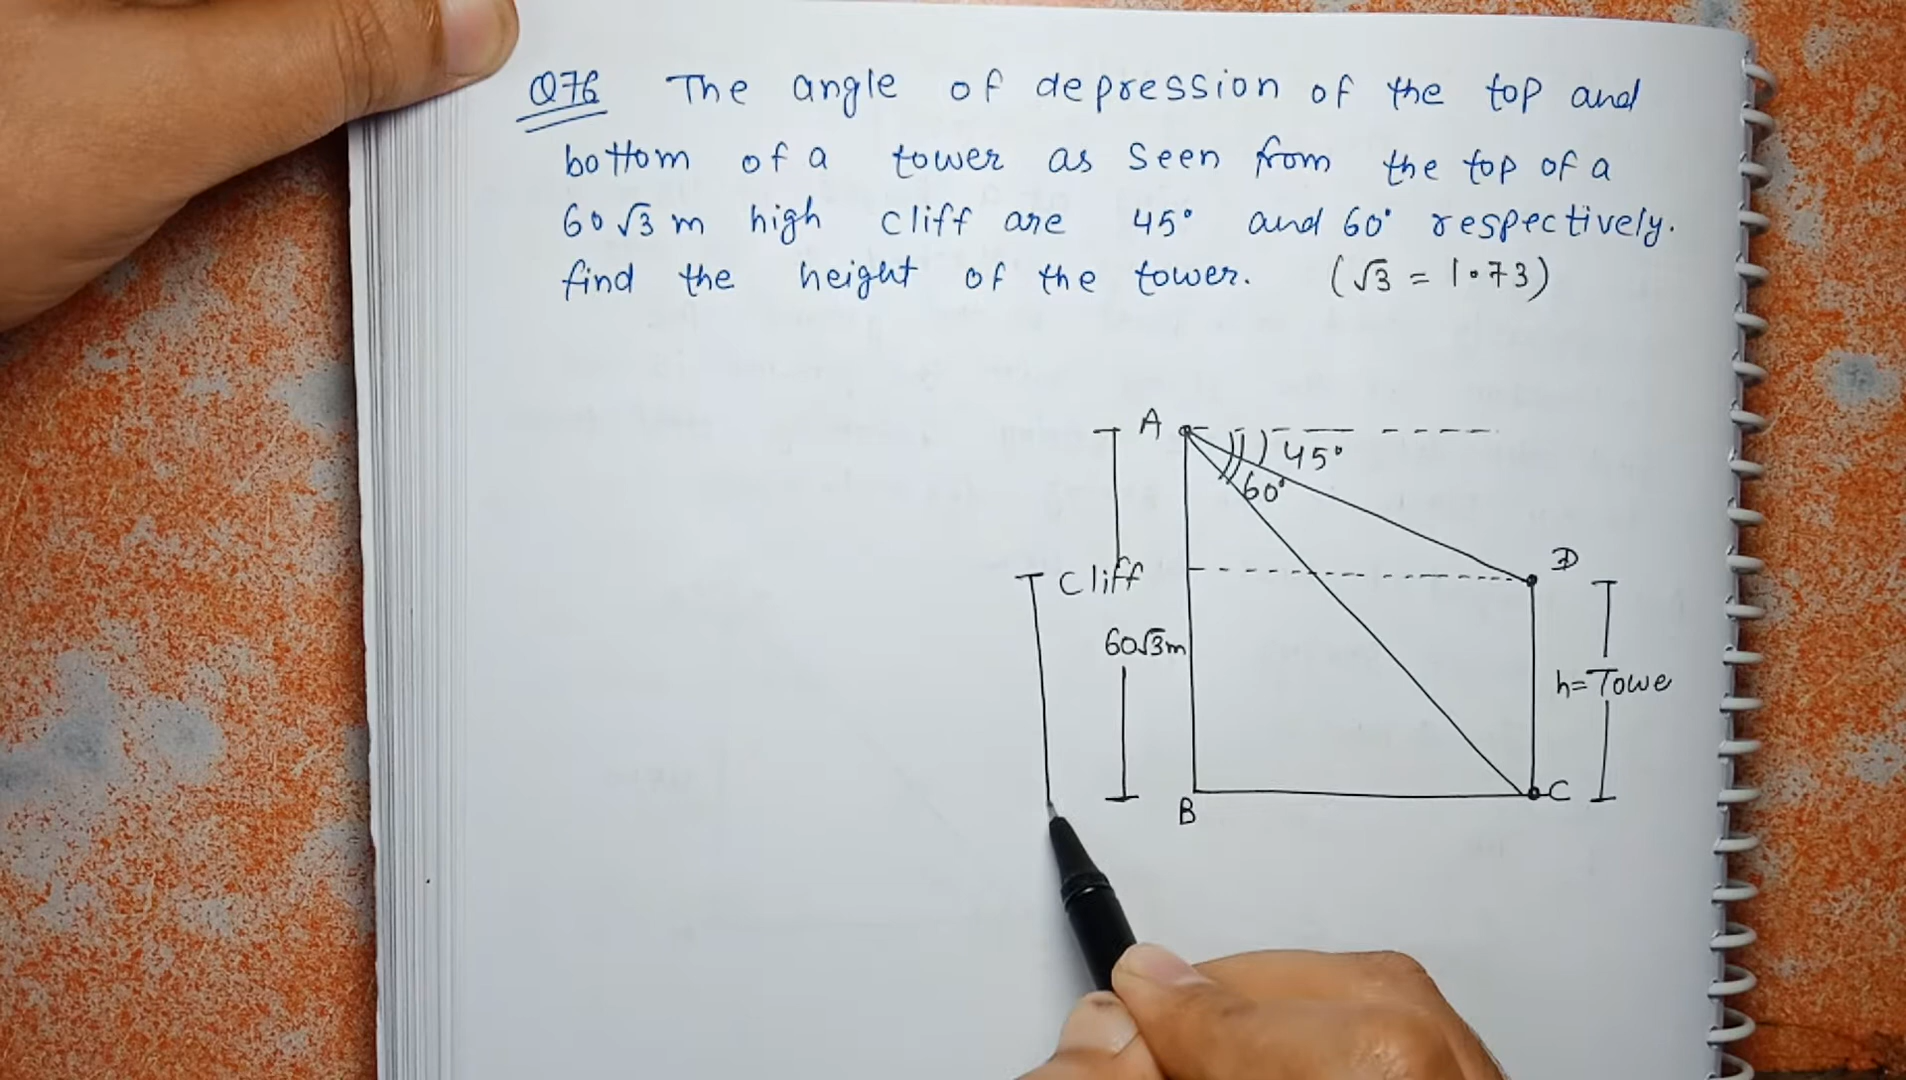 Q76 The angle of depression of the top and
bottom of a tower as seen from the top of a
60√3 m high cliff are 45° and 60° respectively.
find the height of the tower. (√3 = 1.73)
A 45°
60°
D
Cliff
60√3m
h=Towe
B
C